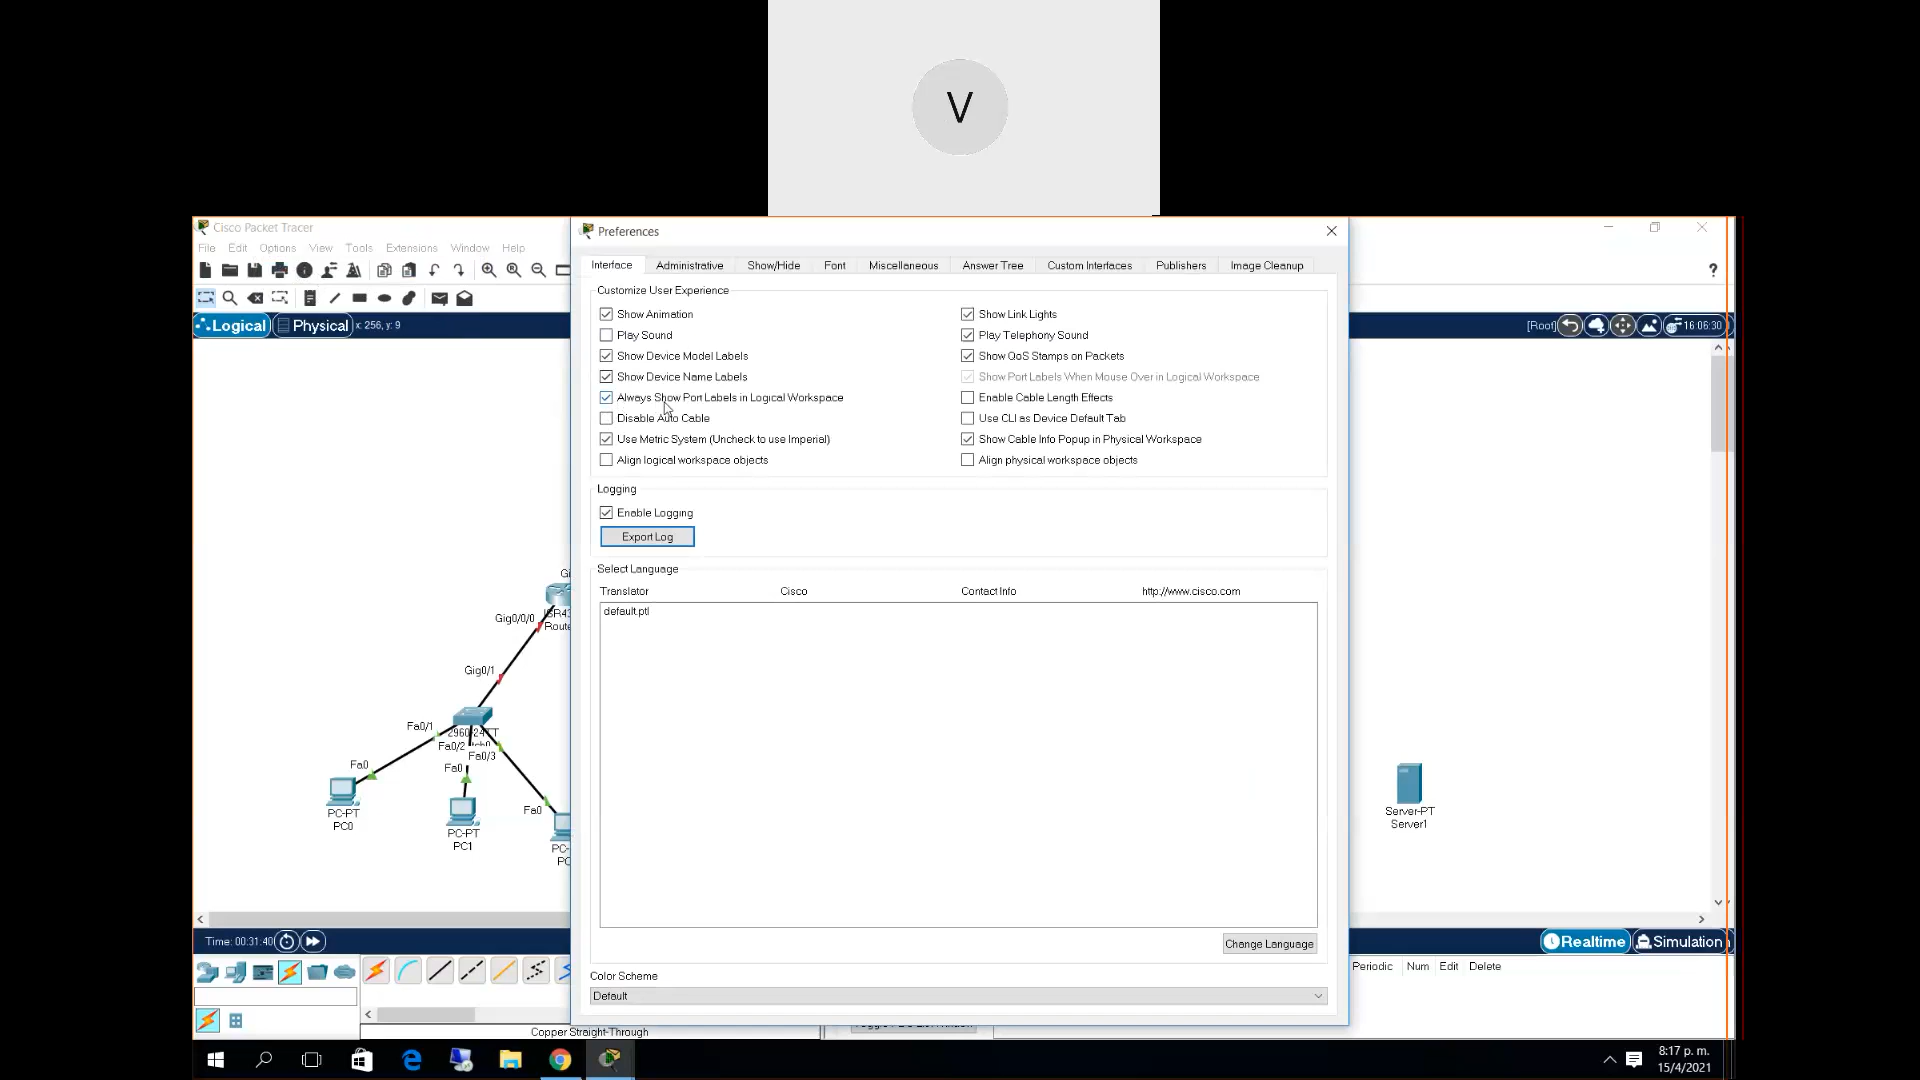 V
Cisco Packet Tracer
File Edit Options View Tools Extensions Window Help
?
Logical Physical x: 256, y: 9
[Root] 16:06:30
Preferences
Interface Administrative Show/Hide Font Miscellaneous Answer Tree Custom Interfaces Publishers Image Cleanup
Customize User Experience
Show Animation Show Link Lights
Play Sound Play Telephony Sound
Show Device Model Labels Show QoS Stamps on Packets
Show Device Name Labels Show Port Labels When Mouse Over in Logical Workspace
Always Show Port Labels in Logical Workspace Enable Cable Length Effects
Disable Auto Cable Use CLI as Device Default Tab
Use Metric System (Uncheck to use Imperial) Show Cable Info Popup in Physical Workspace
Align logical workspace objects Align physical workspace objects
Logging
Enable Logging
Export Log
Select Language
Translator Cisco Contact Info http://www.cisco.com
default.ptl
Change Language
Color Scheme
Default
Gi
Gig0/0/0
ISR43
Route
Gig0/1
Fa0/1
2960-24TT
Fa0/2
Fa0/3
Fa0
Fa0
Fa0
PC-PT
PC0
PC-PT
PC1
PC-
PC
Server-PT
Server1
Time: 00:31:40
Realtime Simulation
Periodic Num Edit Delete
Copper Straight-Through
8:17 p. m.
15/4/2021